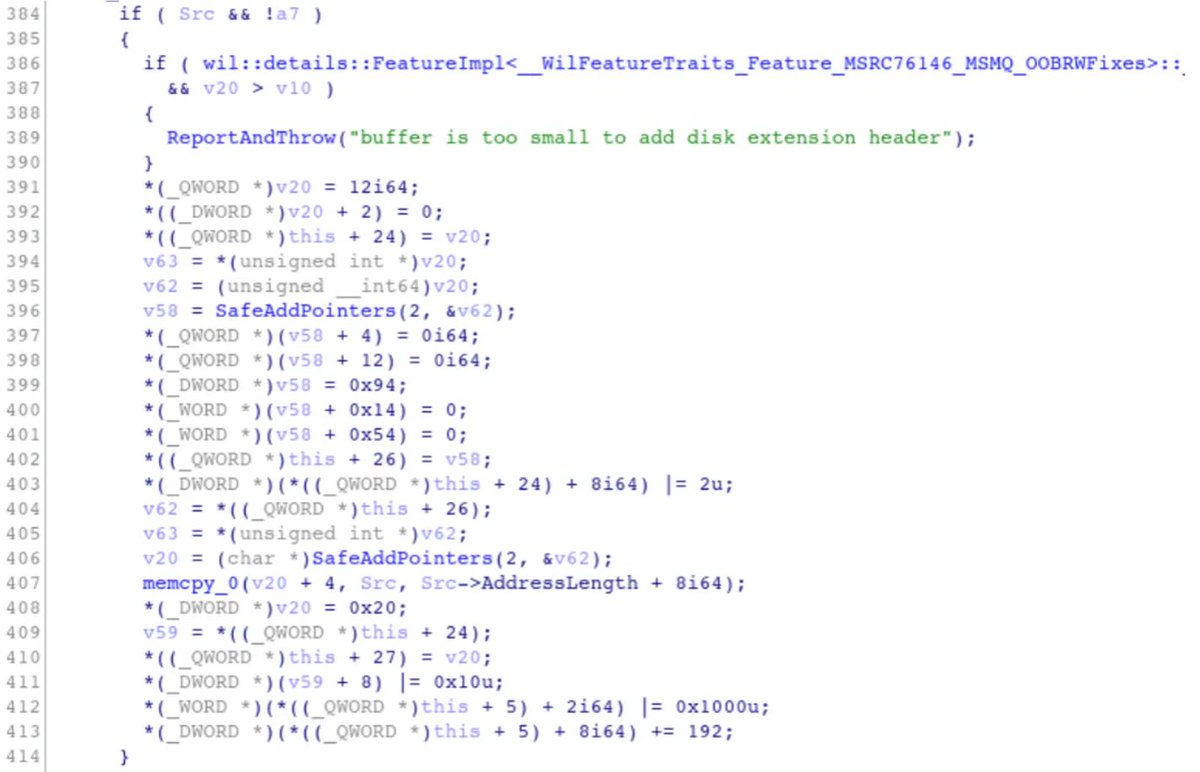 384 if ( Src && !a7 )
385 {
386 if ( wil::details::FeatureImpl<__WilFeatureTraits_Feature_MSRC76146_MSMQ_OOBRWFixes>::_
387 && v20 > v10 )
388 {
389 ReportAndThrow("buffer is too small to add disk extension header");
390 }
391 *(_QWORD *)v20 = 12i64;
392 *((_DWORD *)v20 + 2) = 0;
393 *((_QWORD *)this + 24) = v20;
394 v63 = *(unsigned int *)v20;
395 v62 = (unsigned __int64)v20;
396 v58 = SafeAddPointers(2, &v62);
397 *(_QWORD *)(v58 + 4) = 0i64;
398 *(_QWORD *)(v58 + 12) = 0i64;
399 *(_DWORD *)v58 = 0x94;
400 *(_WORD *)(v58 + 0x14) = 0;
401 *(_WORD *)(v58 + 0x54) = 0;
402 *((_QWORD *)this + 26) = v58;
403 *(_DWORD *)(*((_QWORD *)this + 24) + 8i64) |= 2u;
404 v62 = *((_QWORD *)this + 26);
405 v63 = *(unsigned int *)v62;
406 v20 = (char *)SafeAddPointers(2, &v62);
407 memcpy_0(v20 + 4, Src, Src->AddressLength + 8i64);
408 *(_DWORD *)v20 = 0x20;
409 v59 = *((_QWORD *)this + 24);
410 *((_QWORD *)this + 27) = v20;
411 *(_DWORD *)(v59 + 8) |= 0x10u;
412 *(_WORD *)(*((_QWORD *)this + 5) + 2i64) |= 0x1000u;
413 *(_DWORD *)(*((_QWORD *)this + 5) + 8i64) += 192;
414 }